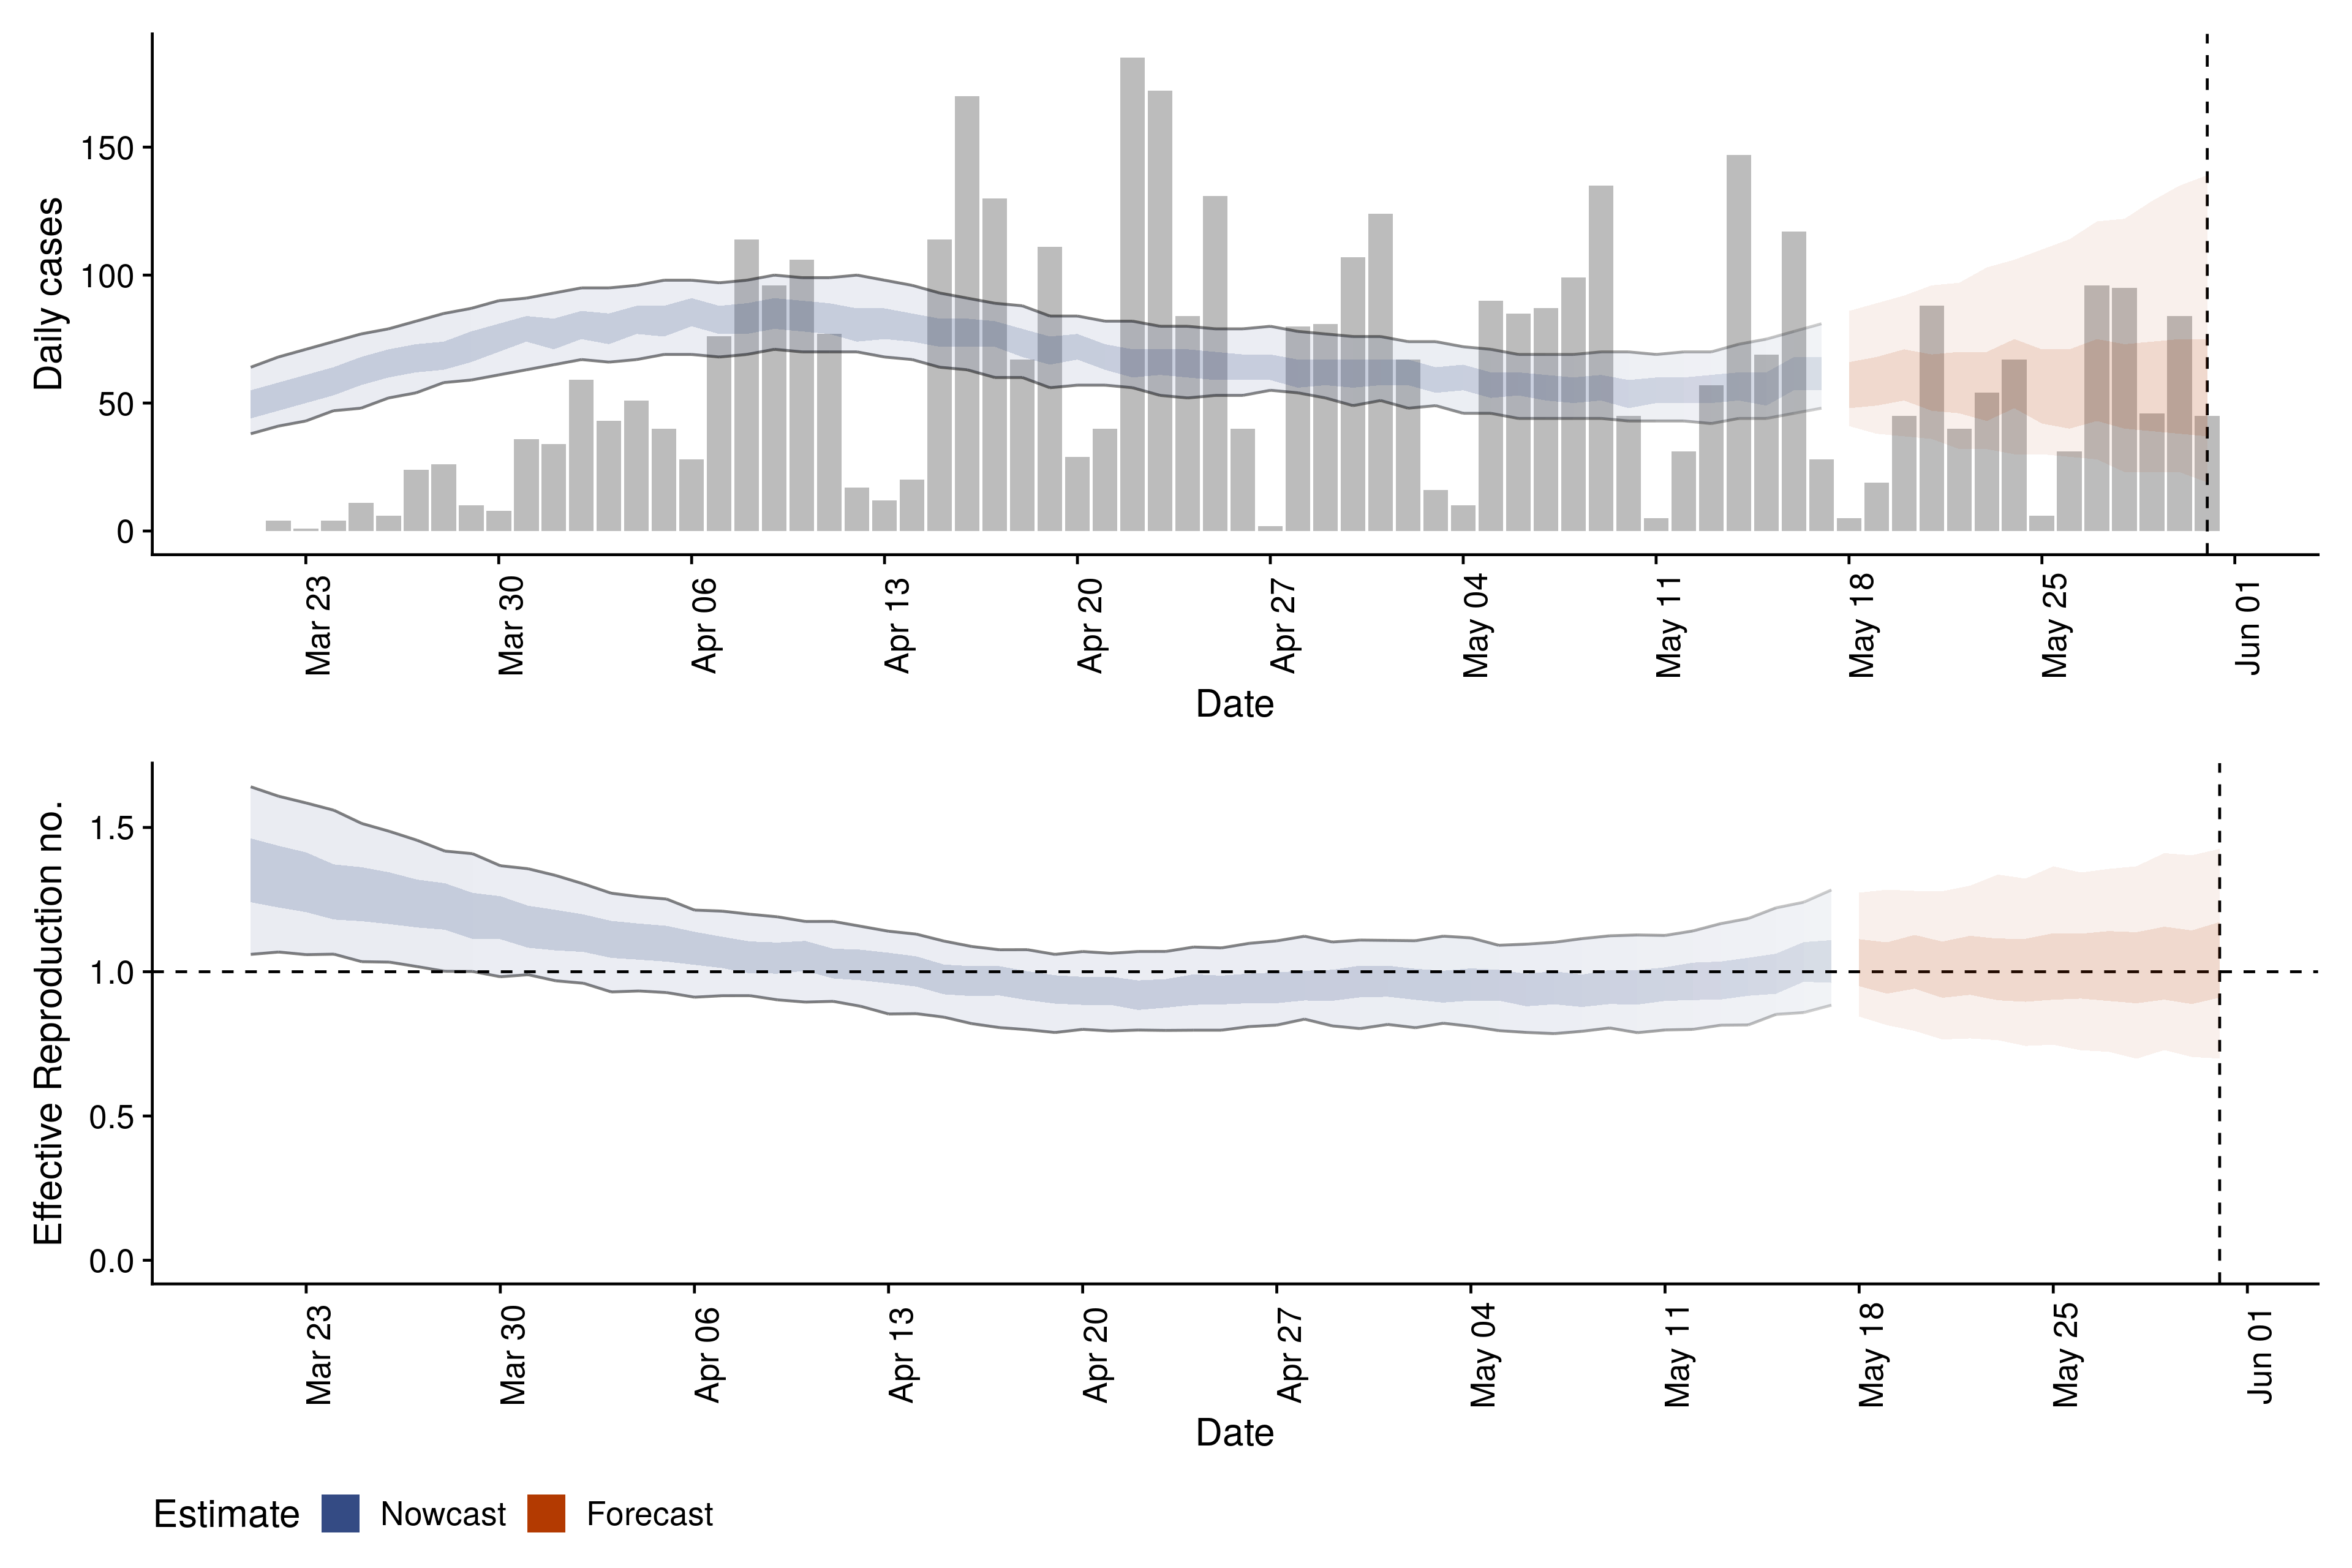 Daily cases
150
100
50
0
Mar 23
Mar 30
Apr 06
Apr 13
Apr 20
Apr 27
May 04
May 11
May 18
May 25
Jun 01
Date
Effective Reproduction no.
1.5
1.0
0.5
0.0
Mar 23
Mar 30
Apr 06
Apr 13
Apr 20
Apr 27
May 04
May 11
May 18
May 25
Jun 01
Date
Estimate Nowcast Forecast